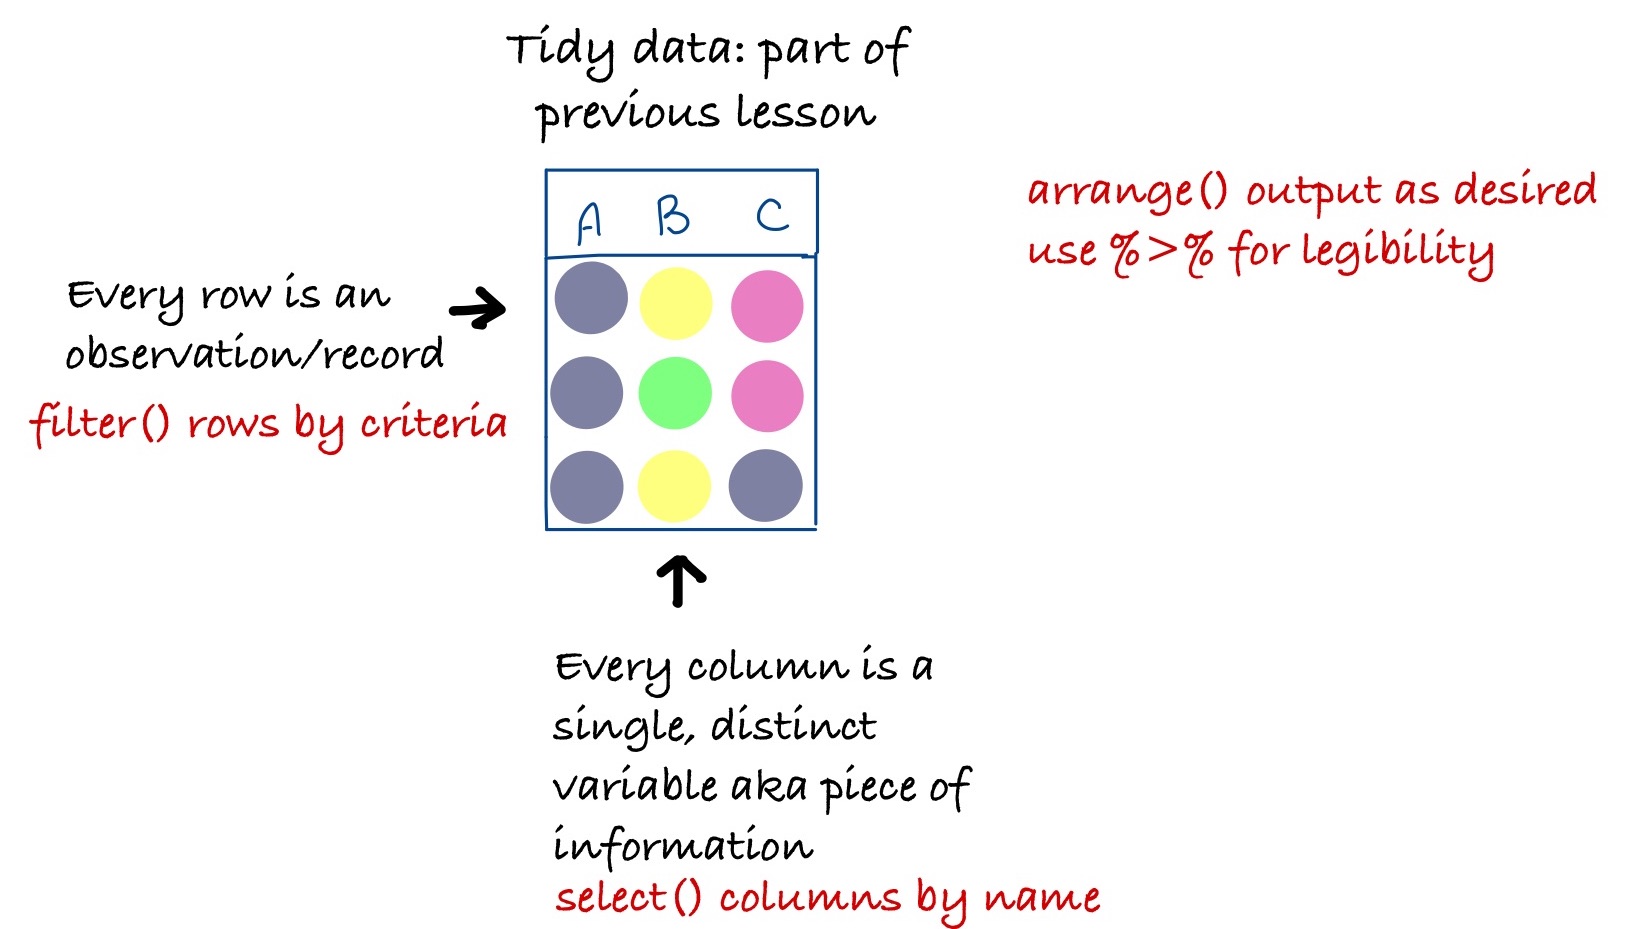 Tidy data: part of
previous lesson
A B C
arrange() output as desired
use %>% for legibility
Every row is an
observation/record
filter() rows by criteria
Every column is a
single, distinct
variable aka piece of
information
select() columns by name